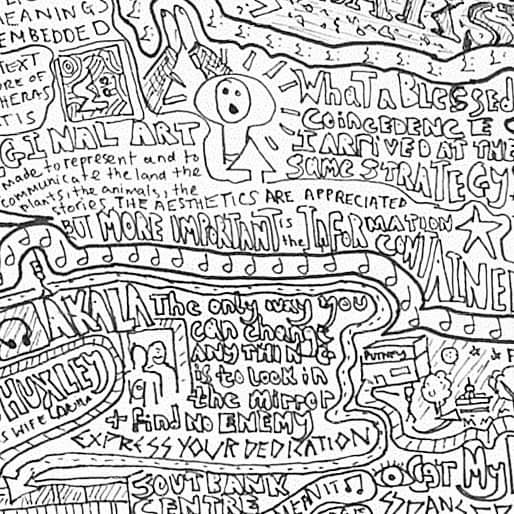 MEANINGS
EMBEDDED
TEXT
ORE OF
TIS
WHaT A BLeSSed
CoiNceDeNCE
I ARRiVED AT THE
SAME STRATEGY
GINAL ART
made to represent and to
communicate the land the
plants, the animals, the
stories. THE AESTHETICS ARE APPRECIATED
BUT MORE IMPORTANT is the INFORMATION
CONTAINED
AKALA
The only way you
can change
ANYTHING
is to look in
the mirror
+ find NO ENEMY
EXPRESS YOUR DEDICATION
HUXLEY
S WIFE LAURA
PUTNEY
SOUTBANK
CENTRE
Get My